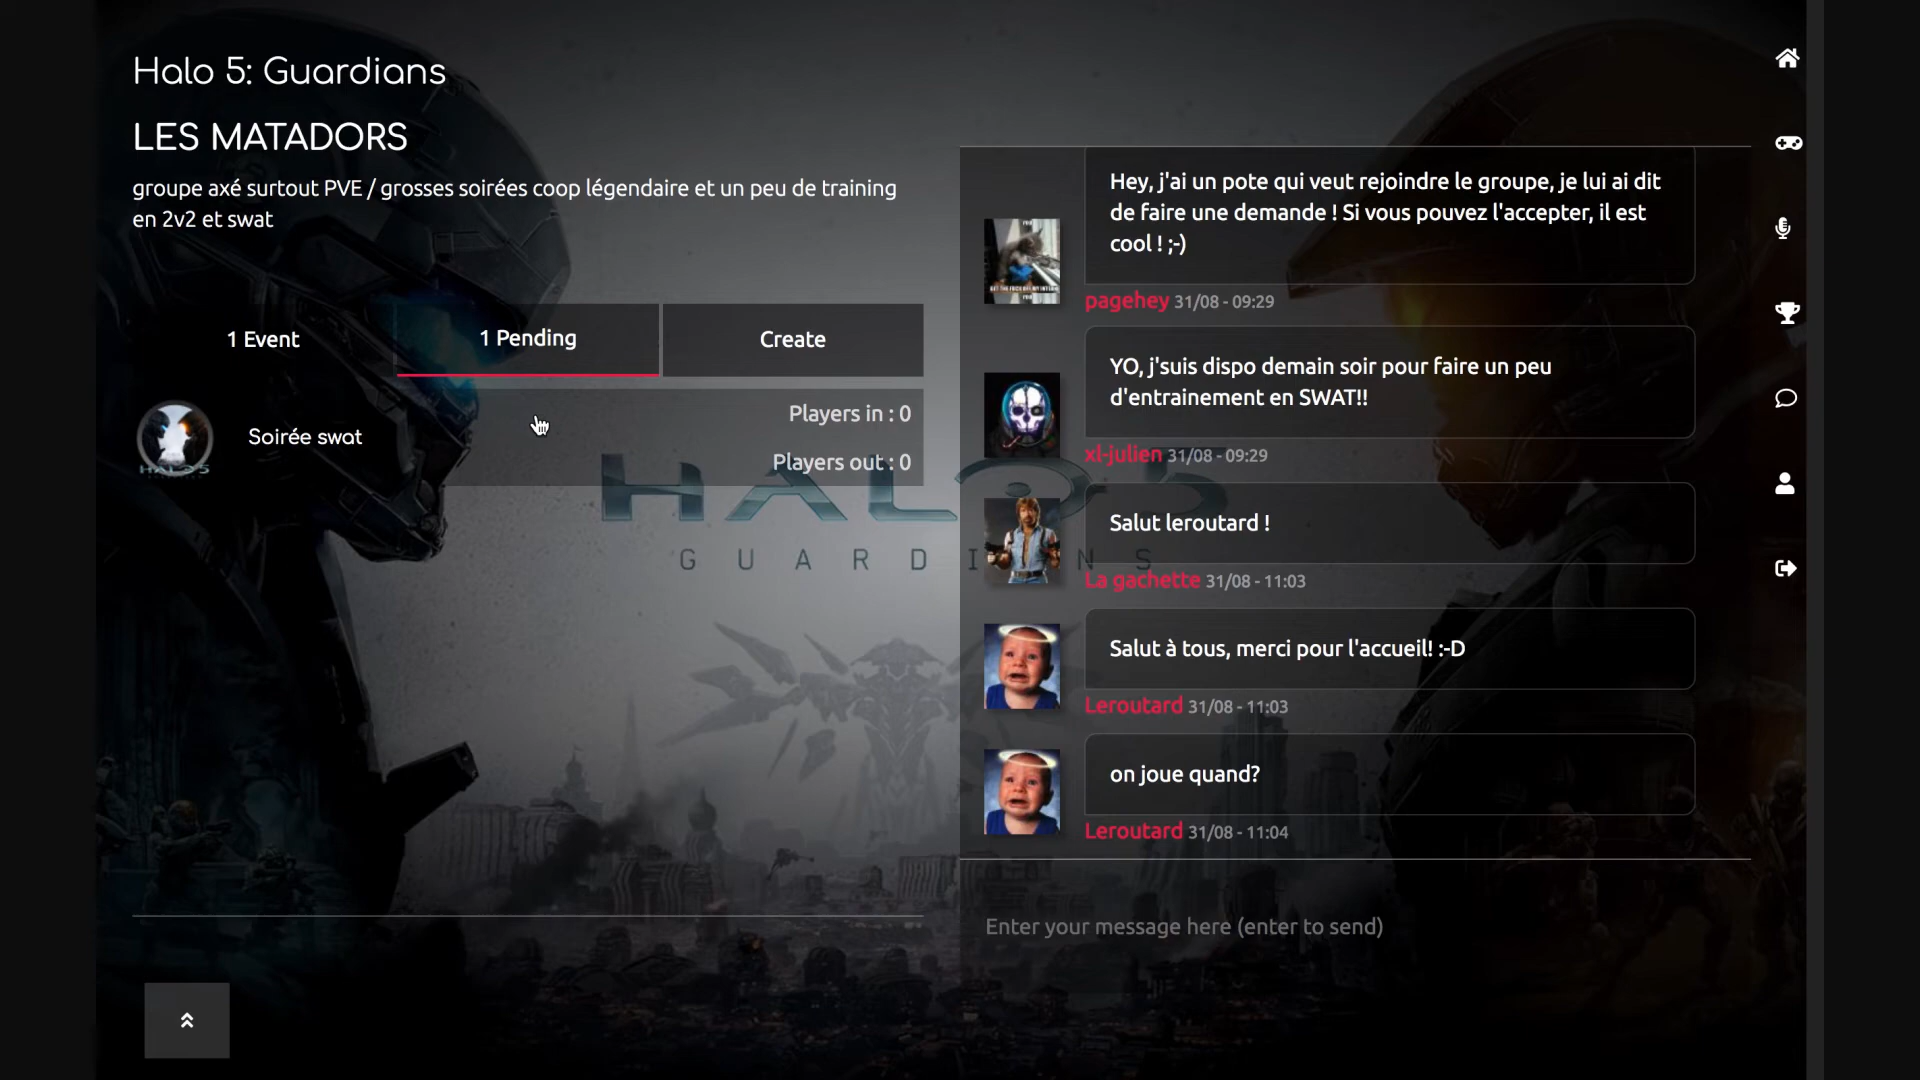 Halo 5: Guardians
LES MATADORS
groupe axé surtout PVE / grosses soirées coop légendaire et un peu de training
en 2v2 et swat
1 Event
1 Pending
Create
Soirée swat
Players in : 0
Players out : 0
HALO 5
HALO 5
GUARDIANS
Hey, j'ai un pote qui veut rejoindre le groupe, je lui ai dit
de faire une demande ! Si vous pouvez l'accepter, il est
cool ! ;-)
pagehey 31/08 - 09:29
YO, j'suis dispo demain soir pour faire un peu
d'entrainement en SWAT!!
xl-julien 31/08 - 09:29
Salut leroutard !
La gachette 31/08 - 11:03
Salut à tous, merci pour l'accueil! :-D
Leroutard 31/08 - 11:03
on joue quand?
Leroutard 31/08 - 11:04
Enter your message here (enter to send)